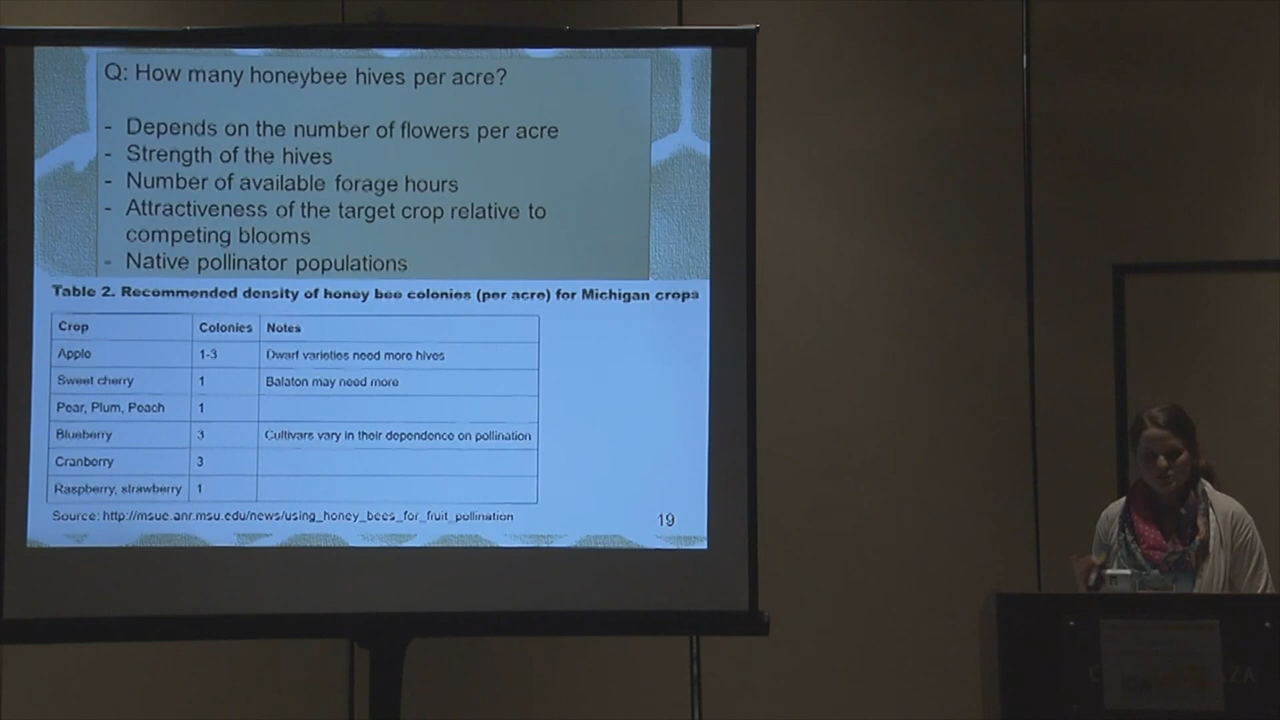 Q: How many honeybee hives per acre?
- Depends on the number of flowers per acre
- Strength of the hives
- Number of available forage hours
- Attractiveness of the target crop relative to
competing blooms
- Native pollinator populations
Table 2. Recommended density of honey bee colonies (per acre) for Michigan crops
Crop Colonies Notes
Apple 1-3 Dwarf varieties need more hives
Sweet cherry 1 Balaton may need more
Pear, Plum, Peach 1
Blueberry 3 Cultivars vary in their dependence on pollination
Cranberry 3
Raspberry, strawberry 1
Source: http://msue.anr.msu.edu/news/using_honey_bees_for_fruit_pollination
19